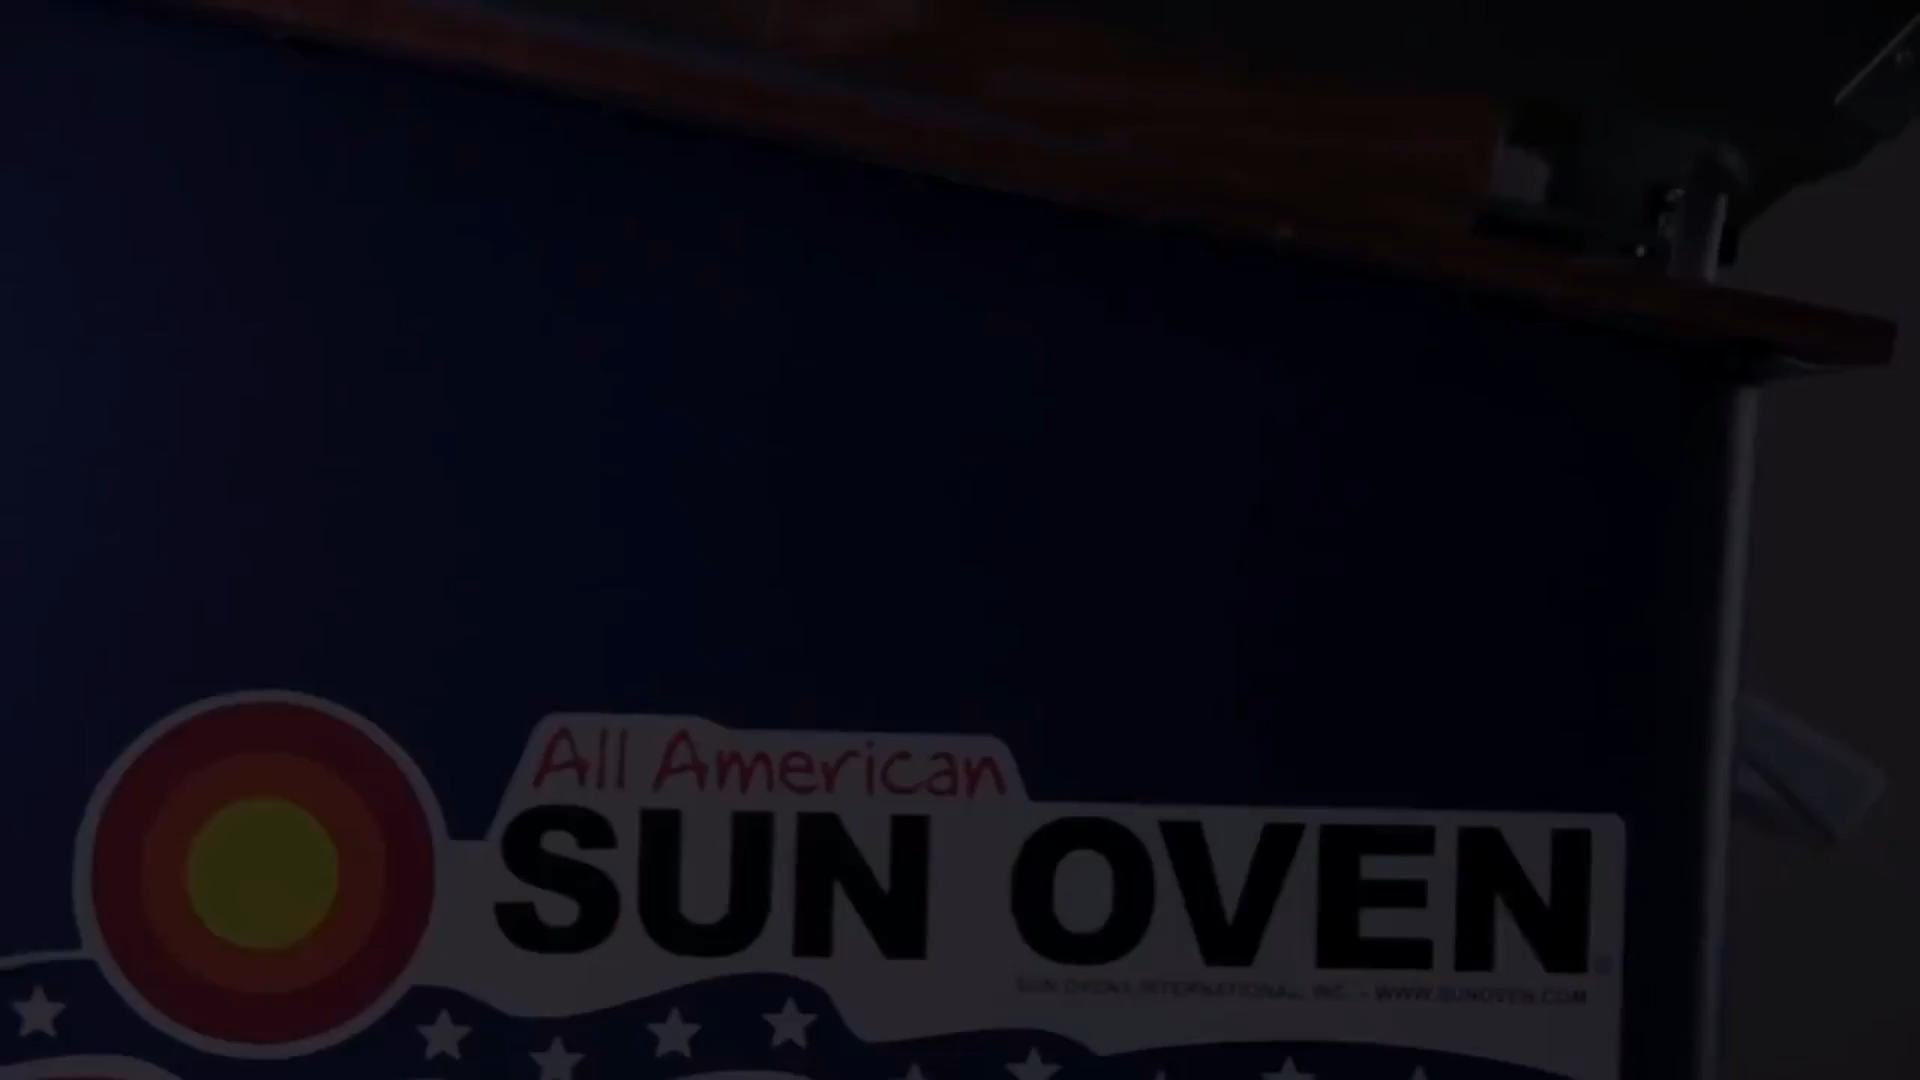 All American
SUN OVEN
SUN OVENS INTERNATIONAL, INC. - WWW.SUNOVEN.COM